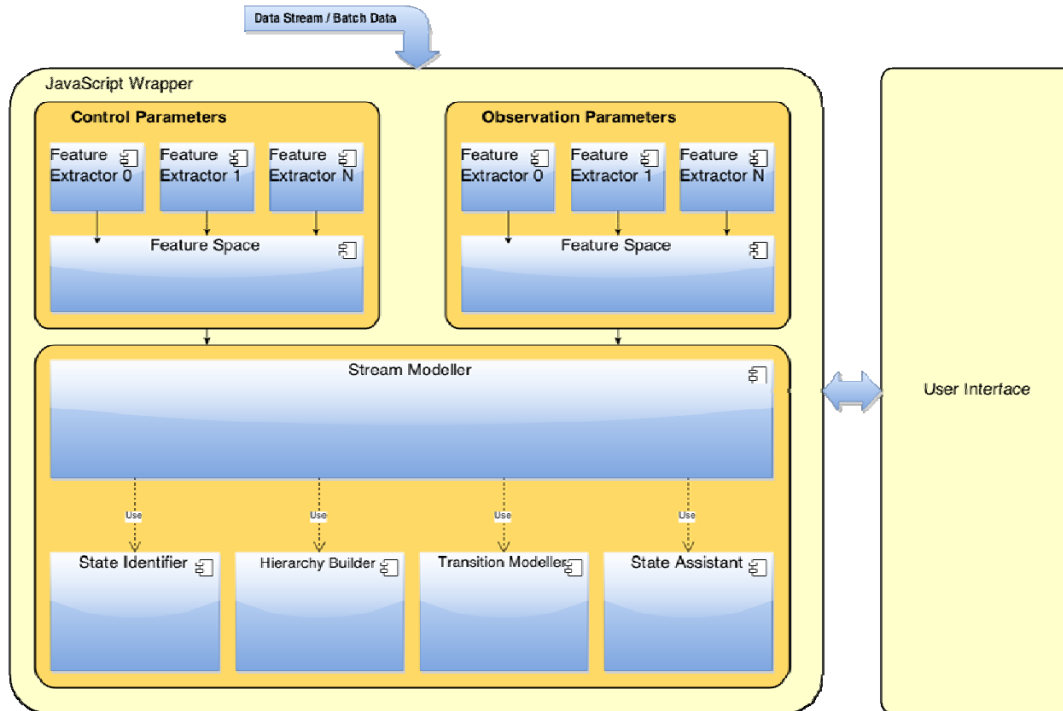 Data Stream / Batch Data
JavaScript Wrapper
Control Parameters
Feature
Extractor 0
Feature
Extractor 1
Feature
Extractor N
Feature Space
Observation Parameters
Feature
Extractor 0
Feature
Extractor 1
Feature
Extractor N
Feature Space
Stream Modeller
Use
Use
Use
Use
State Identifier
Hierarchy Builder
Transition Modeller
State Assistant
User Interface